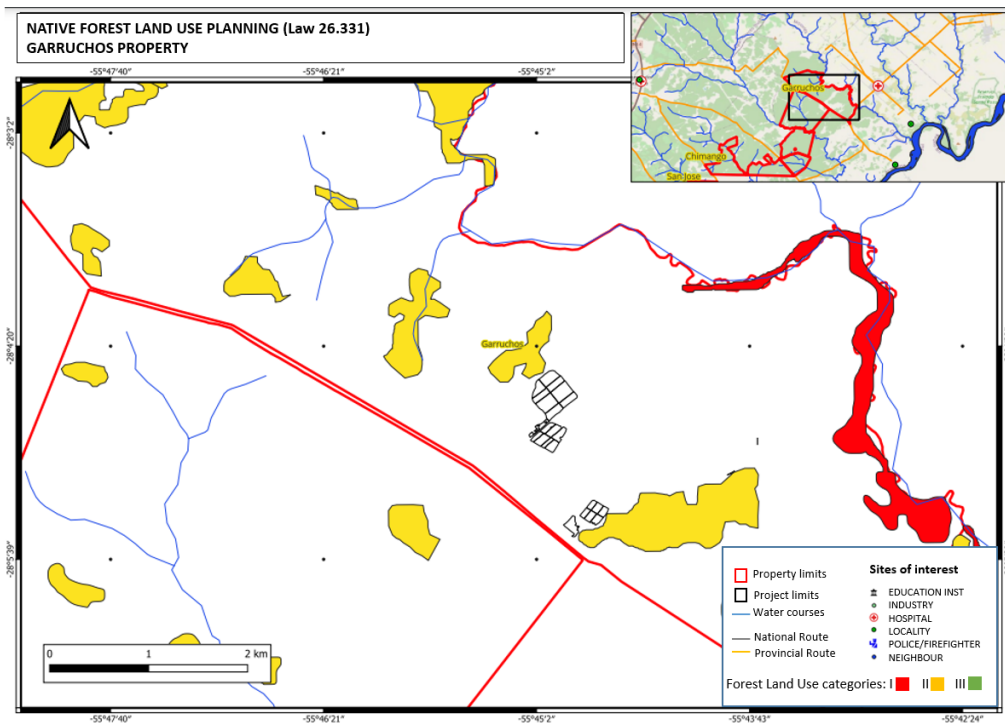 NATIVE FOREST LAND USE PLANNING (Law 26.331)
GARRUCHOS PROPERTY
Garruchos
Chimango
San Jose
-55°47'40"
-55°46'21"
-55°45'2"
-28°3'2"
-28°4'20"
-28°5'39"
Garruchos
I
0 1 2 km
Property limits
Project limits
Water courses
National Route
Provincial Route
Sites of interest
EDUCATION INST
INDUSTRY
HOSPITAL
LOCALITY
POLICE/FIREFIGHTER
NEIGHBOUR
Forest Land Use categories: I II III
-55°47'40"
-55°46'21"
-55°45'2"
-55°43'43"
-55°42'24"